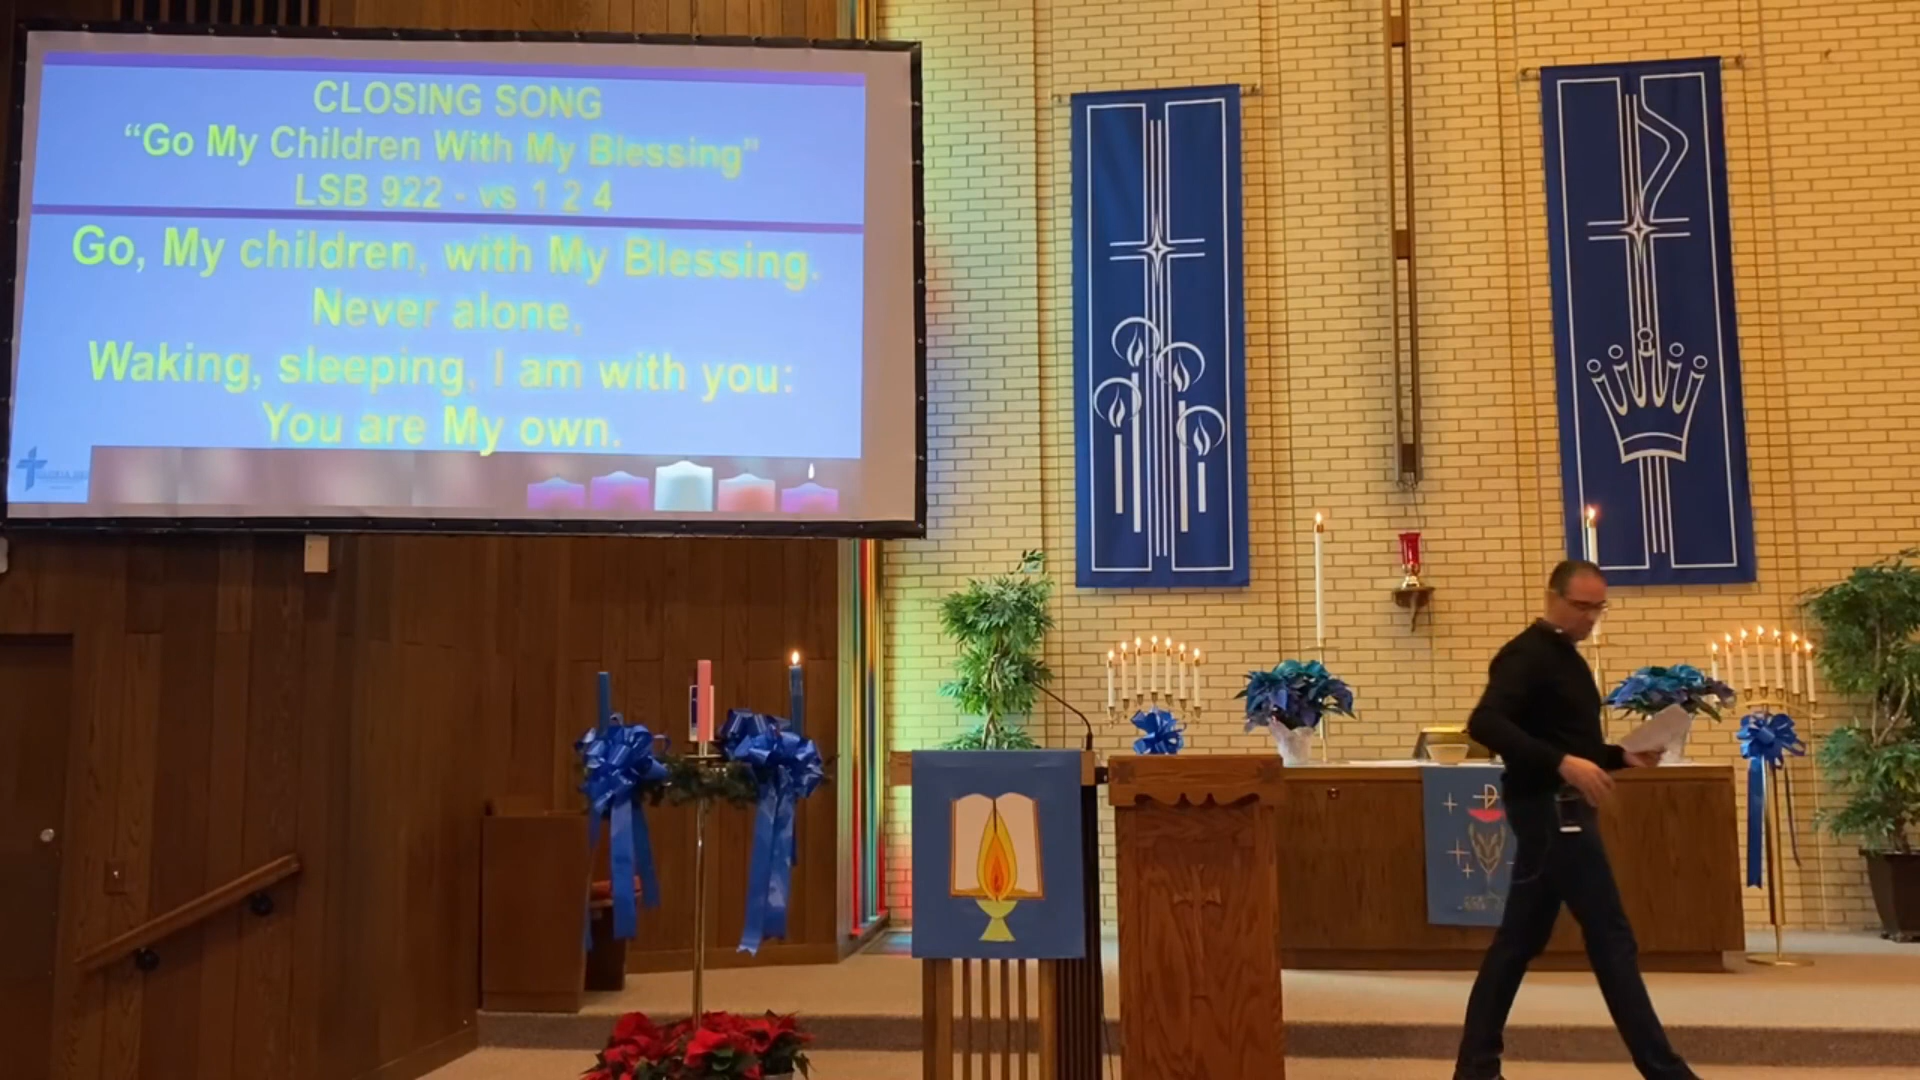 CLOSING SONG
“Go My Children With My Blessing”
LSB 922 - vs 1 2 4
Go, My children, with My Blessing.
Never alone.
Waking, sleeping, I am with you:
You are My own.